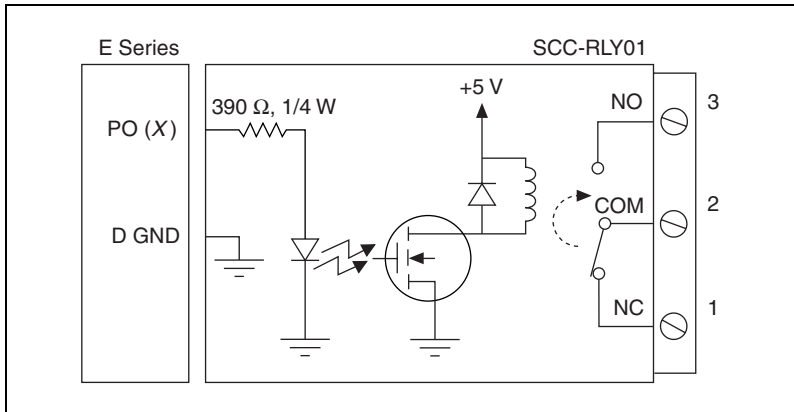 E Series
SCC-RLY01
+5 V
390 Ω, 1/4 W
NO
3
PO (X)
COM
2
D GND
NC
1